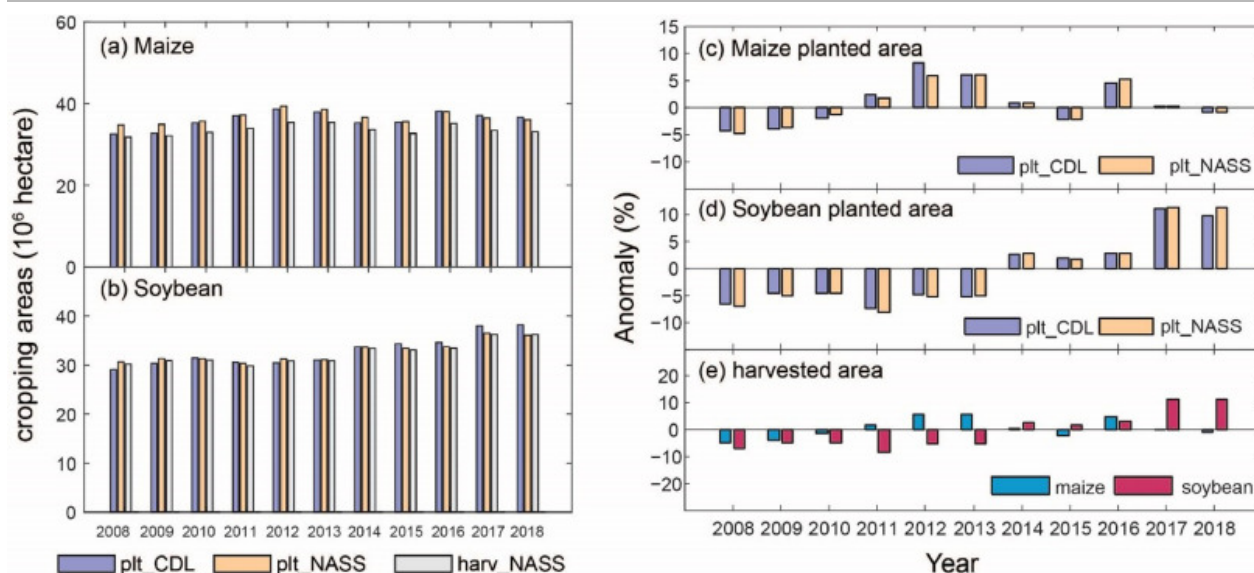 cropping areas (10⁶ hectare)
(a) Maize
60
40
20
0
(b) Soybean
40
30
20
10
0
2008 2009 2010 2011 2012 2013 2014 2015 2016 2017 2018
plt_CDL plt_NASS harv_NASS
Anomaly (%)
(c) Maize planted area
15
10
5
0
−5
−10
plt_CDL plt_NASS
(d) Soybean planted area
10
5
0
−5
−10
plt_CDL plt_NASS
(e) harvested area
20
10
0
−10
−20
maize soybean
2008 2009 2010 2011 2012 2013 2014 2015 2016 2017 2018
Year